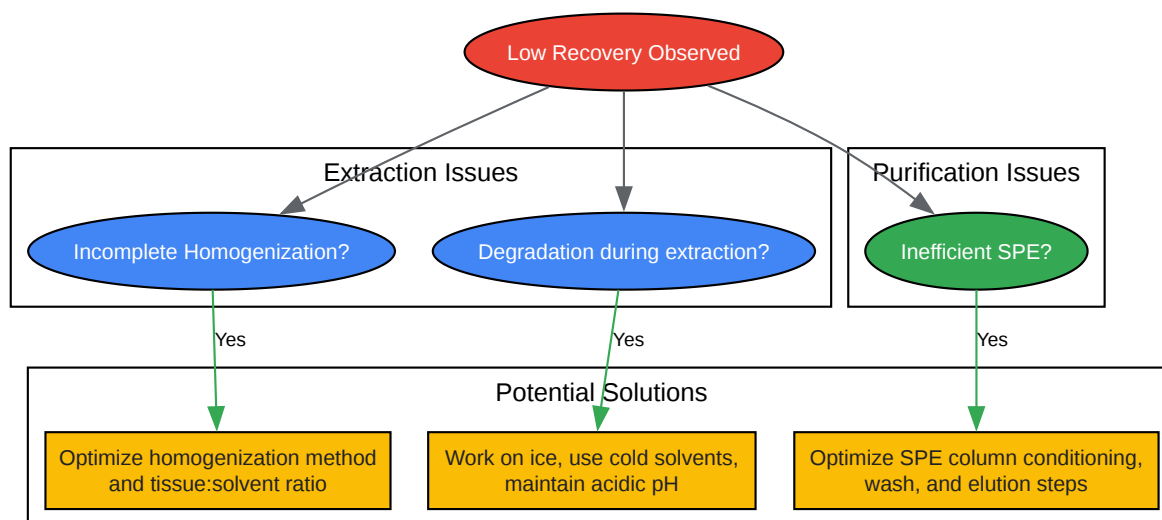 Low Recovery Observed
Extraction Issues
Purification Issues
Incomplete Homogenization?
Degradation during extraction?
Inefficient SPE?
Yes
Yes
Yes
Potential Solutions
Optimize homogenization method
and tissue:solvent ratio
Work on ice, use cold solvents,
maintain acidic pH
Optimize SPE column conditioning,
wash, and elution steps